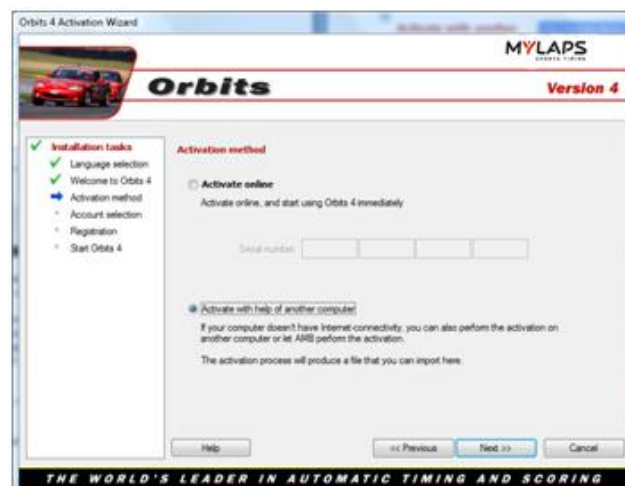 Orbits 4 Activation Wizard
MYLAPS
SPORTS TIMING
Orbits
Version 4
Installation tasks
Language selection
Welcome to Orbits 4
Activation method
Account selection
Registration
Start Orbits 4
Activation method
Activate online
Activate online, and start using Orbits 4 immediately
Serial number:
Activate with help of another computer
If your computer doesn't have Internet-connectivity, you can also perform the activation on
another computer or let AMB perform the activation.
The activation process will produce a file that you can import here.
Help
<< Previous
Next >>
Cancel
THE WORLD'S LEADER IN AUTOMATIC TIMING AND SCORING